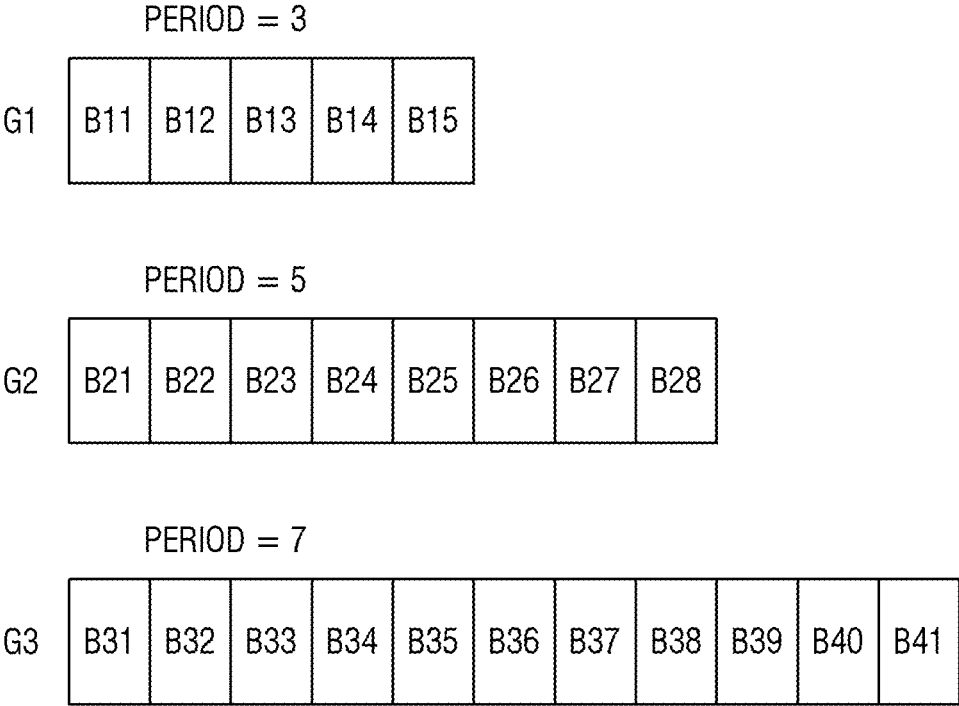 PERIOD = 3
G1 B11 B12 B13 B14 B15
PERIOD = 5
G2 B21 B22 B23 B24 B25 B26 B27 B28
PERIOD = 7
G3 B31 B32 B33 B34 B35 B36 B37 B38 B39 B40 B41